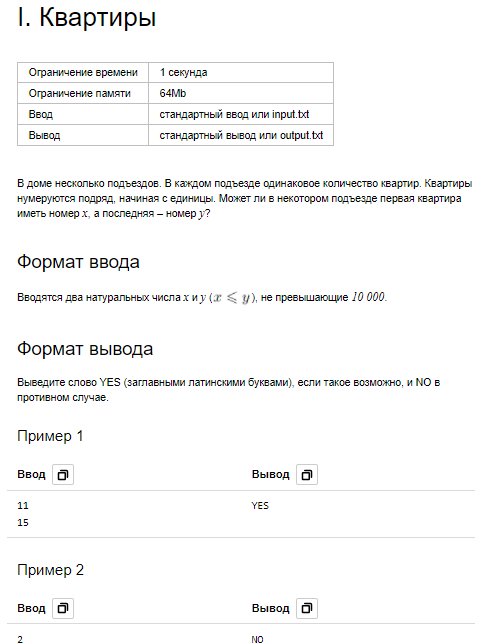 I. Квартиры
Ограничение времени 1 секунда
Ограничение памяти 64Mb
Ввод стандартный ввод или input.txt
Вывод стандартный вывод или output.txt
В доме несколько подъездов. В каждом подъезде одинаковое количество квартир. Квартиры
нумеруются подряд, начиная с единицы. Может ли в некотором подъезде первая квартира
иметь номер x, а последняя – номер y?
Формат ввода
Вводятся два натуральных числа x и y (x ⩽ y), не превышающие 10 000.
Формат вывода
Выведите слово YES (заглавными латинскими буквами), если такое возможно, и NO в
противном случае.
Пример 1
Ввод Вывод
11 YES
15
Пример 2
Ввод Вывод
2 NO